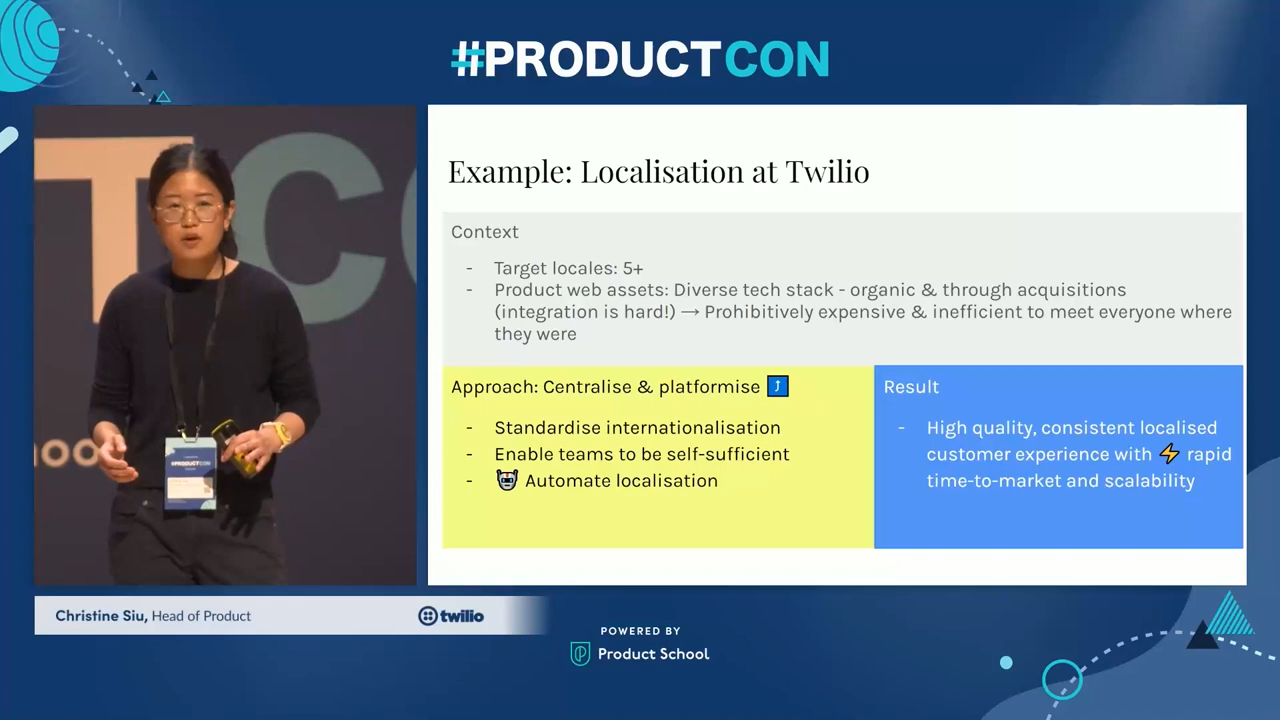 #PRODUCTCON
Example: Localisation at Twilio
Context
- Target locales: 5+
- Product web assets: Diverse tech stack - organic & through acquisitions
(integration is hard!) → Prohibitively expensive & inefficient to meet everyone where
they were
Approach: Centralise & platformise ⤴️
- Standardise internationalisation
- Enable teams to be self-sufficient
- 🤖 Automate localisation
Result
- High quality, consistent localised
customer experience with ⚡ rapid
time-to-market and scalability
TC
hoo
#PRODUCTCON
Christine Siu, Head of Product
twilio
POWERED BY
Product School